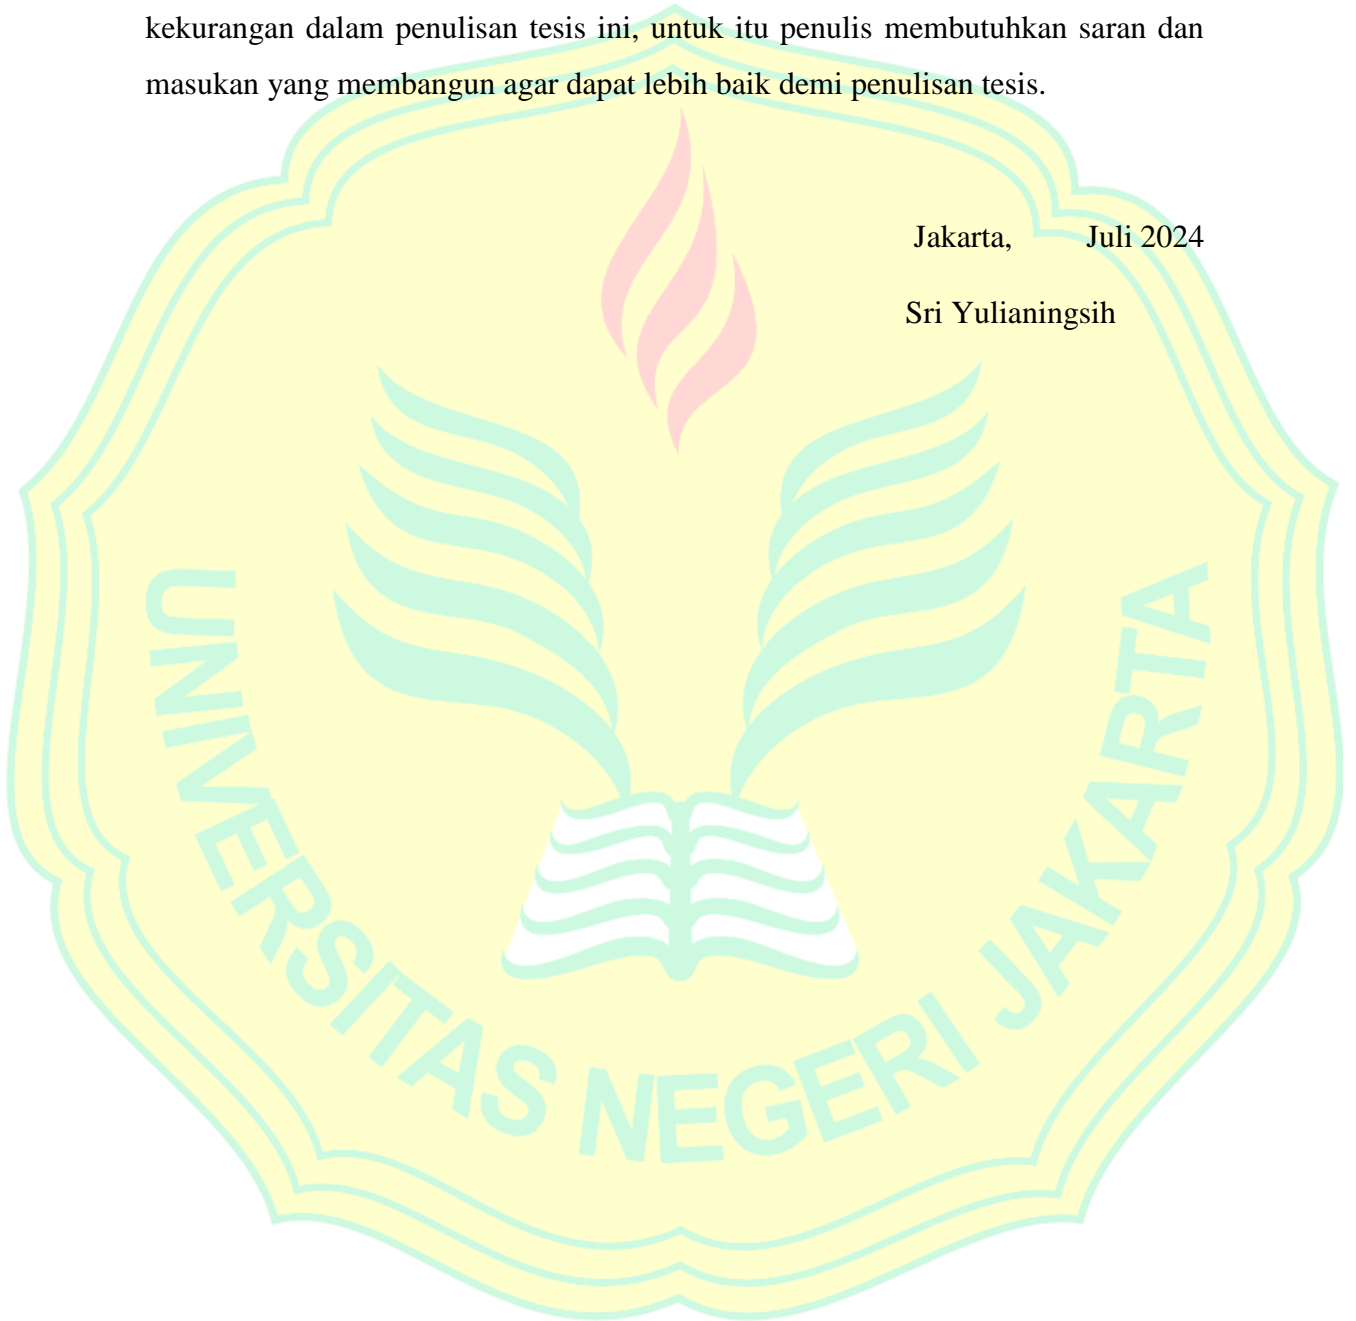 kekurangan dalam penulisan tesis ini, untuk itu penulis membutuhkan saran dan
masukan yang membangun agar dapat lebih baik demi penulisan tesis.
Jakarta, Juli 2024
Sri Yulianingsih
UNIVERSITAS NEGERI JAKARTA